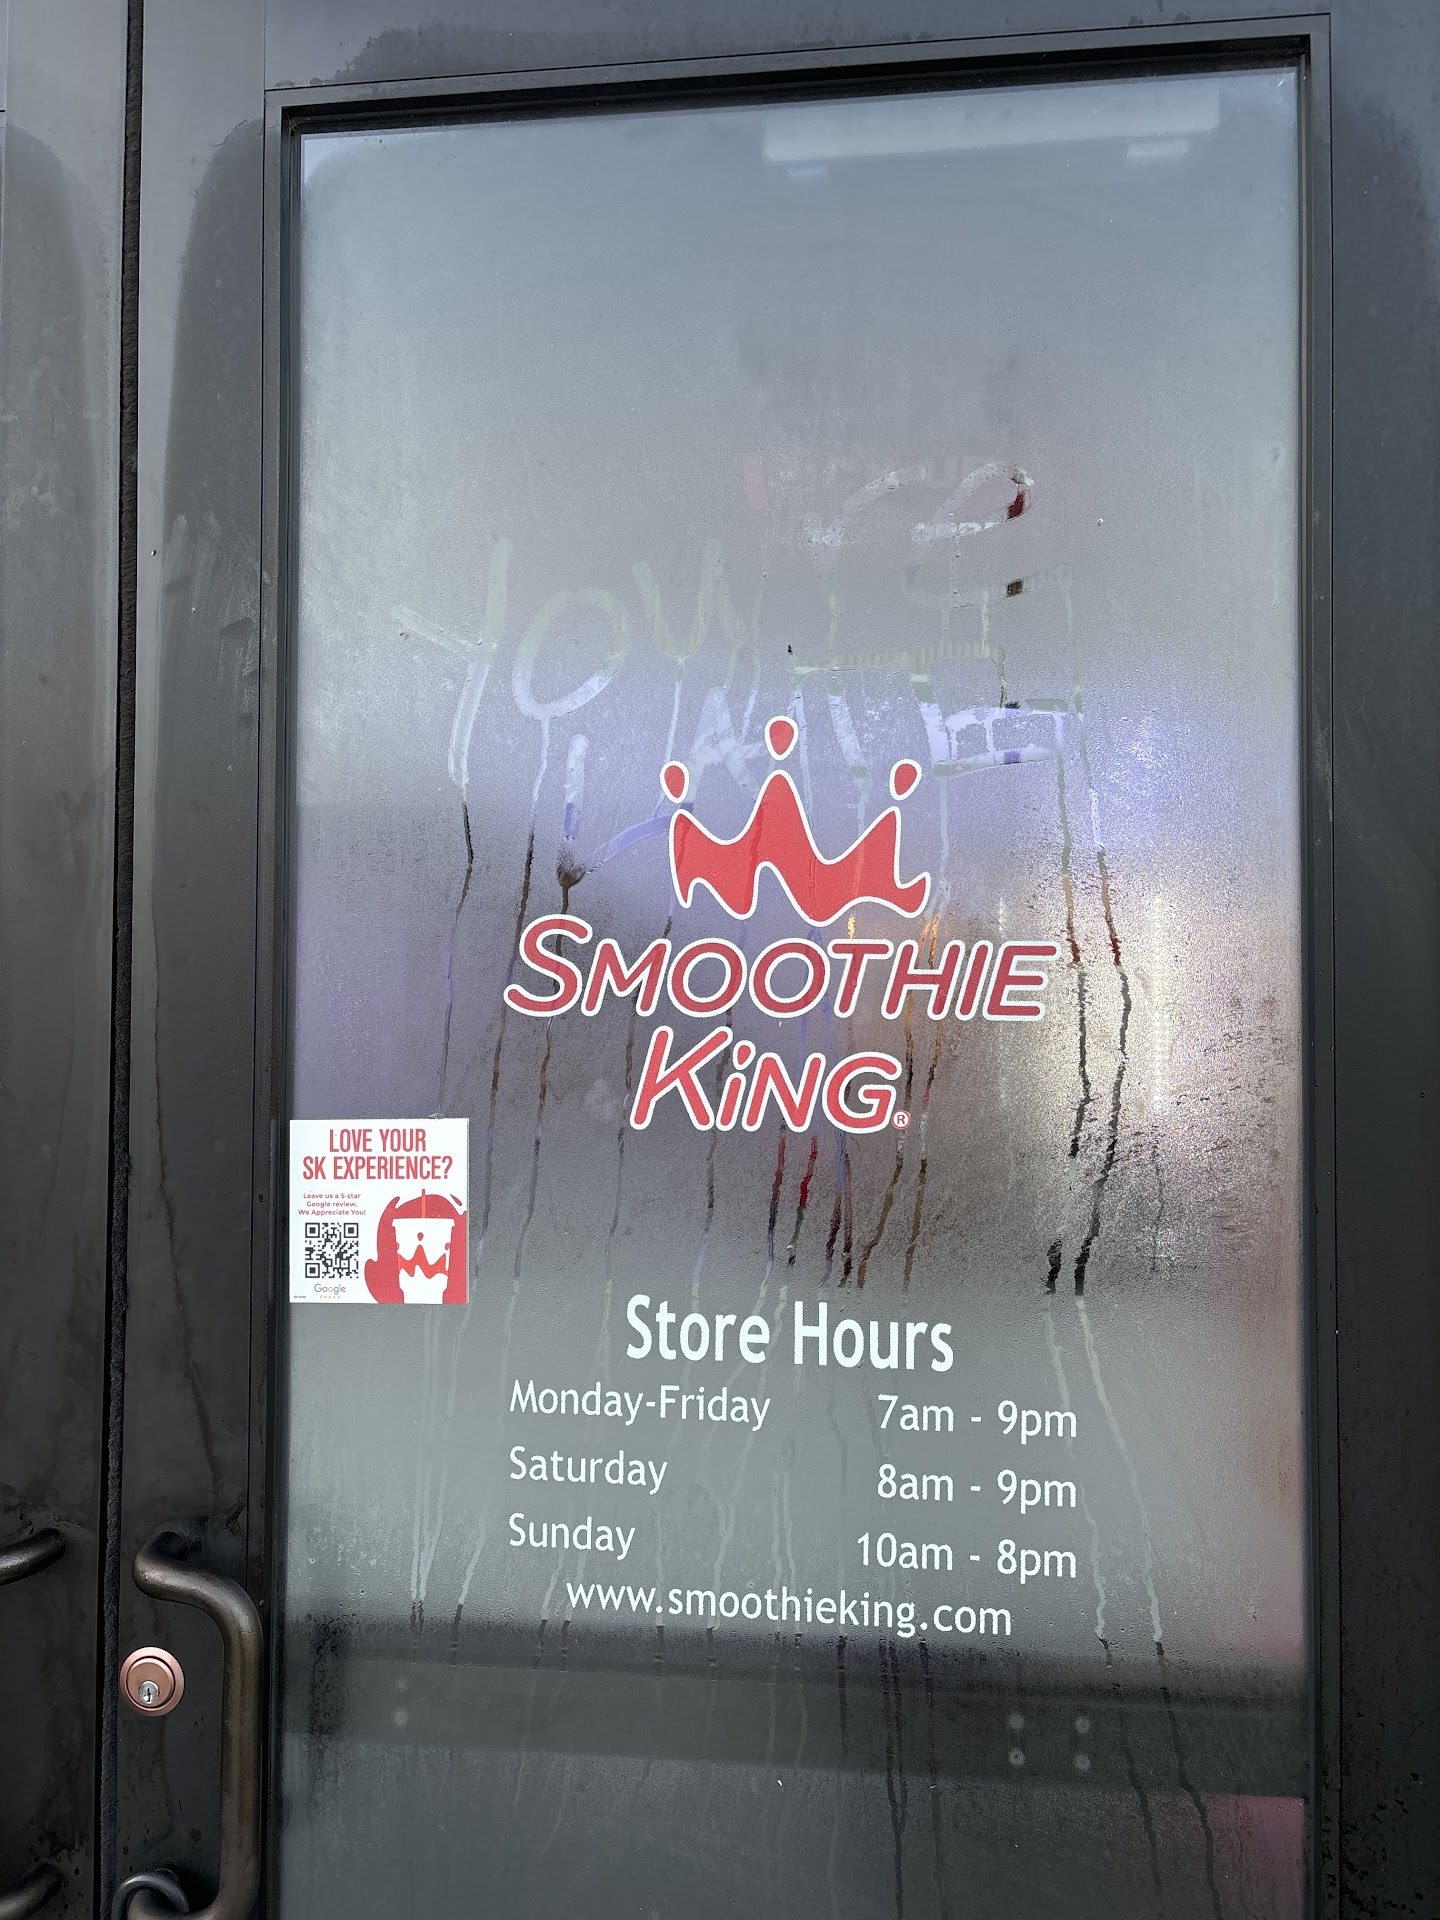 SMOOTHIE
KiNG®
LOVE YOUR
SK EXPERIENCE?
Leave us a 5-star
Google review.
We Appreciate You!
Google
Store Hours
Monday-Friday 7am - 9pm
Saturday 8am - 9pm
Sunday 10am - 8pm
www.smoothieking.com